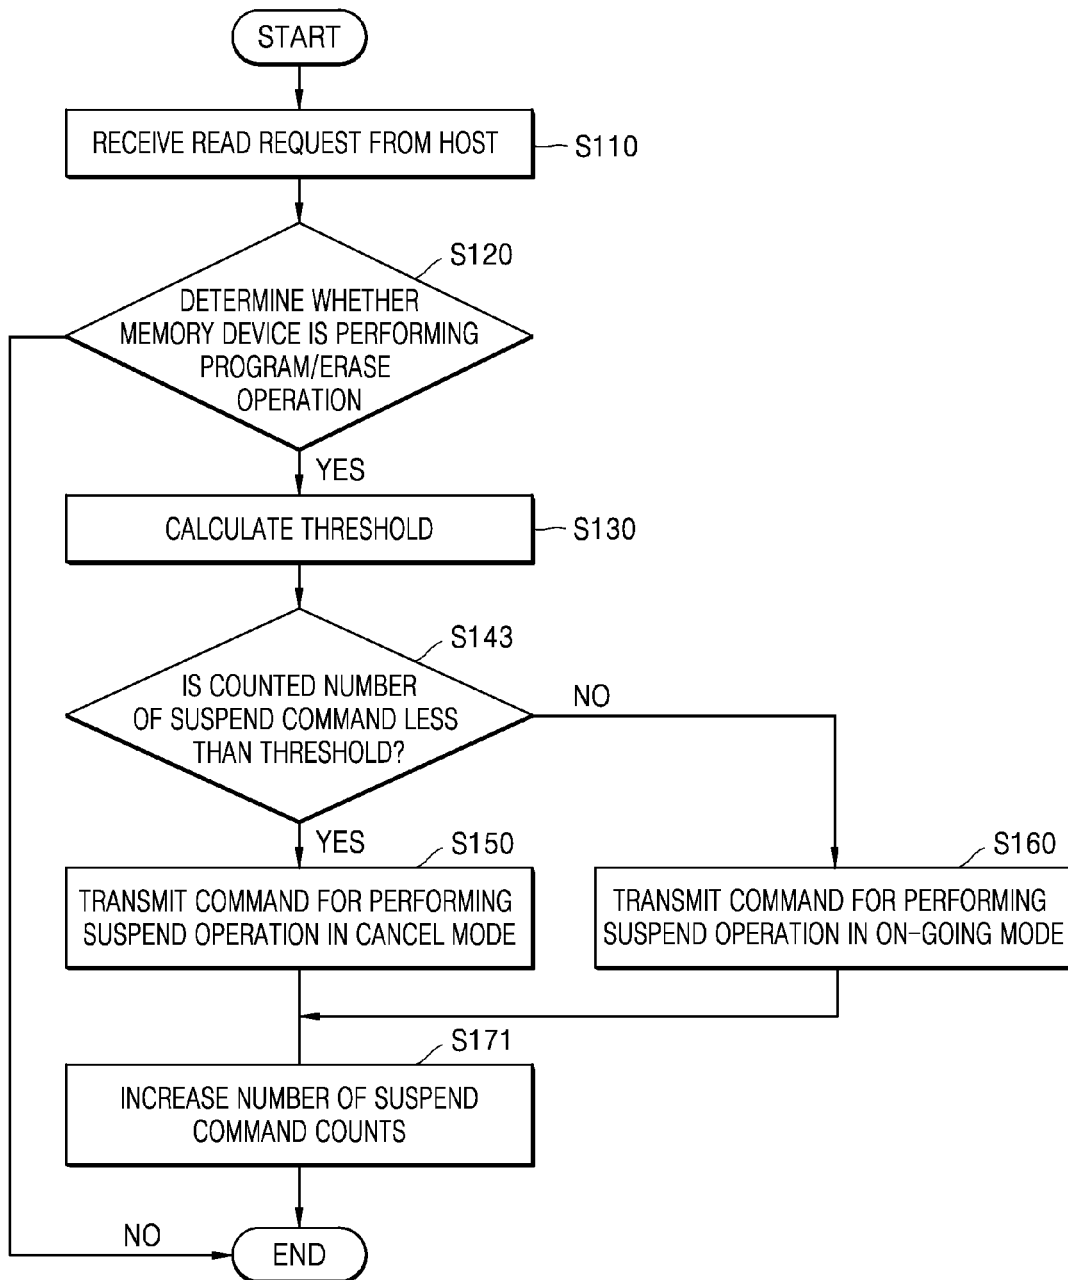 START
RECEIVE READ REQUEST FROM HOST
S110
S120
DETERMINE WHETHER
MEMORY DEVICE IS PERFORMING
PROGRAM/ERASE
OPERATION
YES
CALCULATE THRESHOLD
S130
S143
IS COUNTED NUMBER
OF SUSPEND COMMAND LESS
THAN THRESHOLD?
NO
YES
S150
TRANSMIT COMMAND FOR PERFORMING
SUSPEND OPERATION IN CANCEL MODE
S160
TRANSMIT COMMAND FOR PERFORMING
SUSPEND OPERATION IN ON-GOING MODE
S171
INCREASE NUMBER OF SUSPEND
COMMAND COUNTS
NO
END